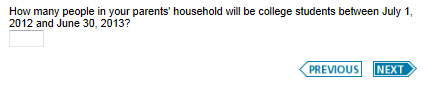 How many people in your parents' household will be college students between July 1,
2012 and June 30, 2013?
PREVIOUS NEXT